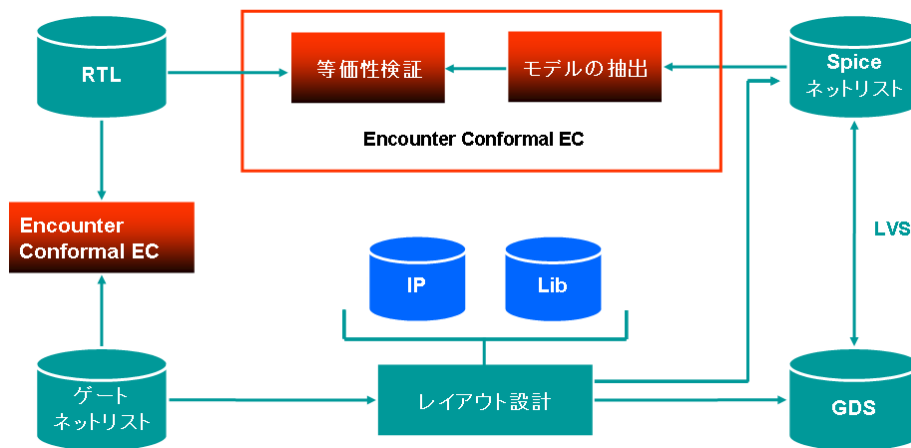 RTL
等価性検証
モデルの抽出
Spice
ネットリスト
Encounter Conformal EC
Encounter
Conformal EC
LVS
IP
Lib
ゲート
ネットリスト
レイアウト設計
GDS